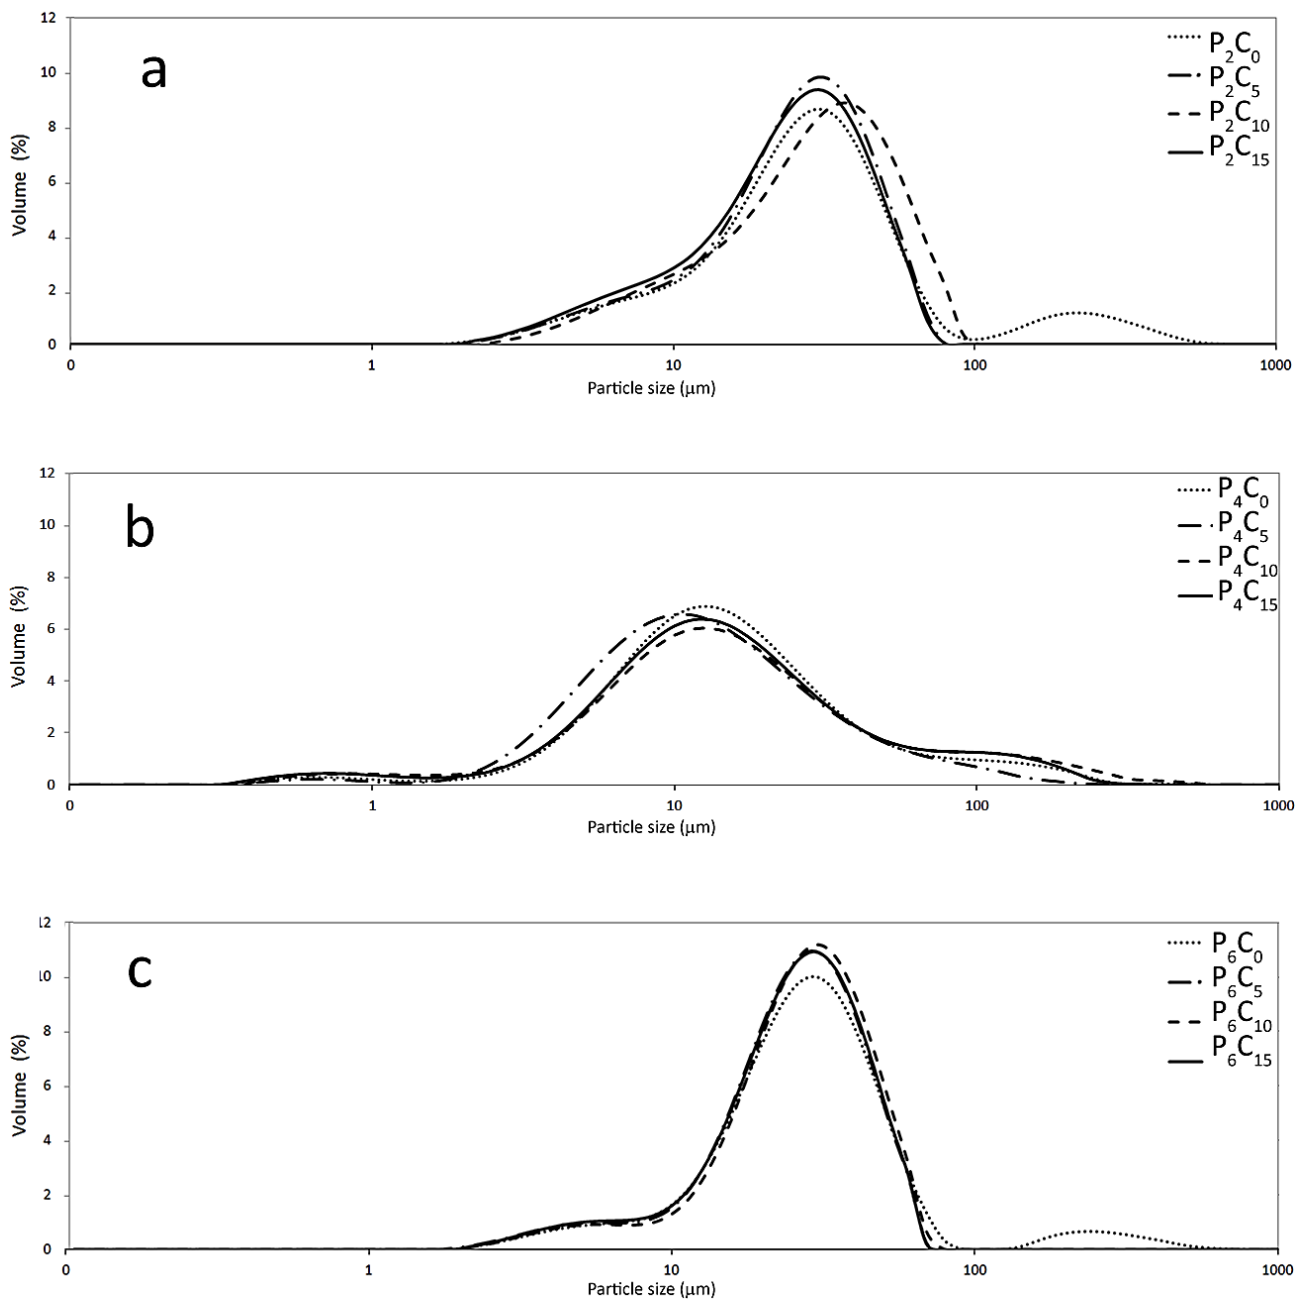 12
10
8
6
4
2
0
Volume (%)
a
P2C0
P2C5
P2C10
P2C15
0 1 10 100 1000
Particle size (µm)
12
10
8
6
4
2
0
Volume (%)
b
P4C0
P4C5
P4C10
P4C15
0 1 10 100 1000
Particle size (µm)
12
10
8
6
4
2
0
Volume (%)
c
P6C0
P6C5
P6C10
P6C15
0 1 10 100 1000
Particle size (µm)